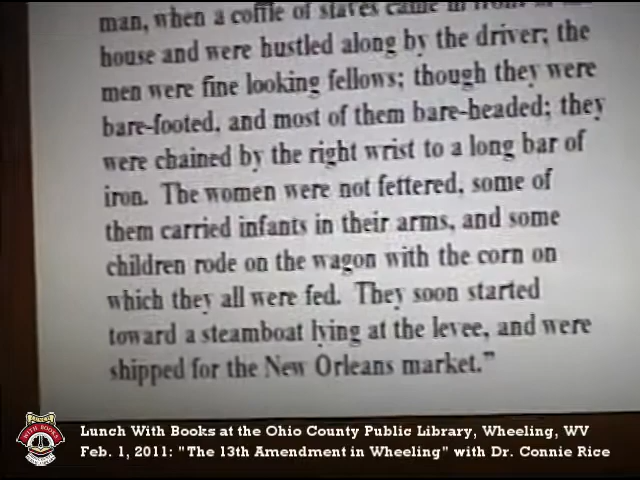 man, when a coffle of slaves came in front of the
house and were hustled along by the driver; the
men were fine looking fellows; though they were
bare-footed, and most of them bare-headed; they
were chained by the right wrist to a long bar of
iron. The women were not fettered, some of
them carried infants in their arms, and some
children rode on the wagon with the corn on
which they all were fed. They soon started
toward a steamboat lying at the levee, and were
shipped for the New Orleans market.”
LUNCH
WITH BOOKS
Lunch With Books at the Ohio County Public Library, Wheeling, WV
Feb. 1, 2011: "The 13th Amendment in Wheeling" with Dr. Connie Rice